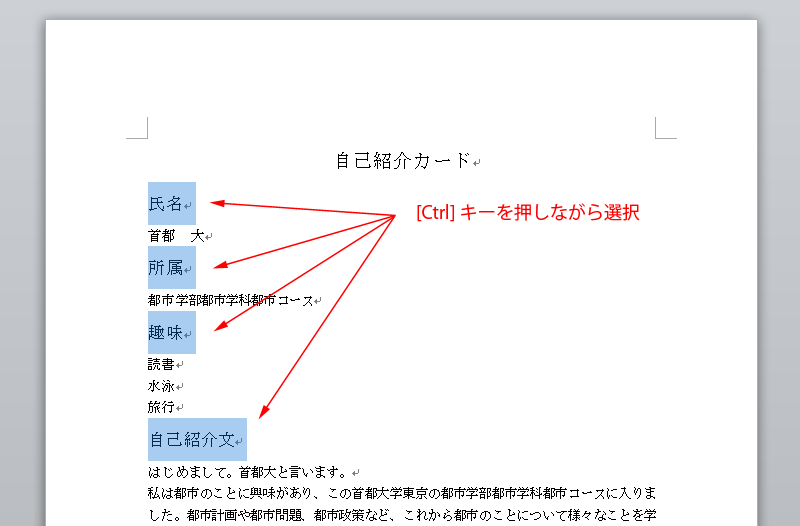 自己紹介カード↵
氏名↵
[Ctrl] キーを押しながら選択
首都　大↵
所属↵
都市学部都市学科都市コース↵
趣味↵
読書↵
水泳↵
旅行↵
自己紹介文↵
はじめまして。首都大と言います。↵
私は都市のことに興味があり、この首都大学東京の都市学部都市学科都市コースに入りま
した。都市計画や都市問題、都市政策など、これから都市のことについて様々なことを学